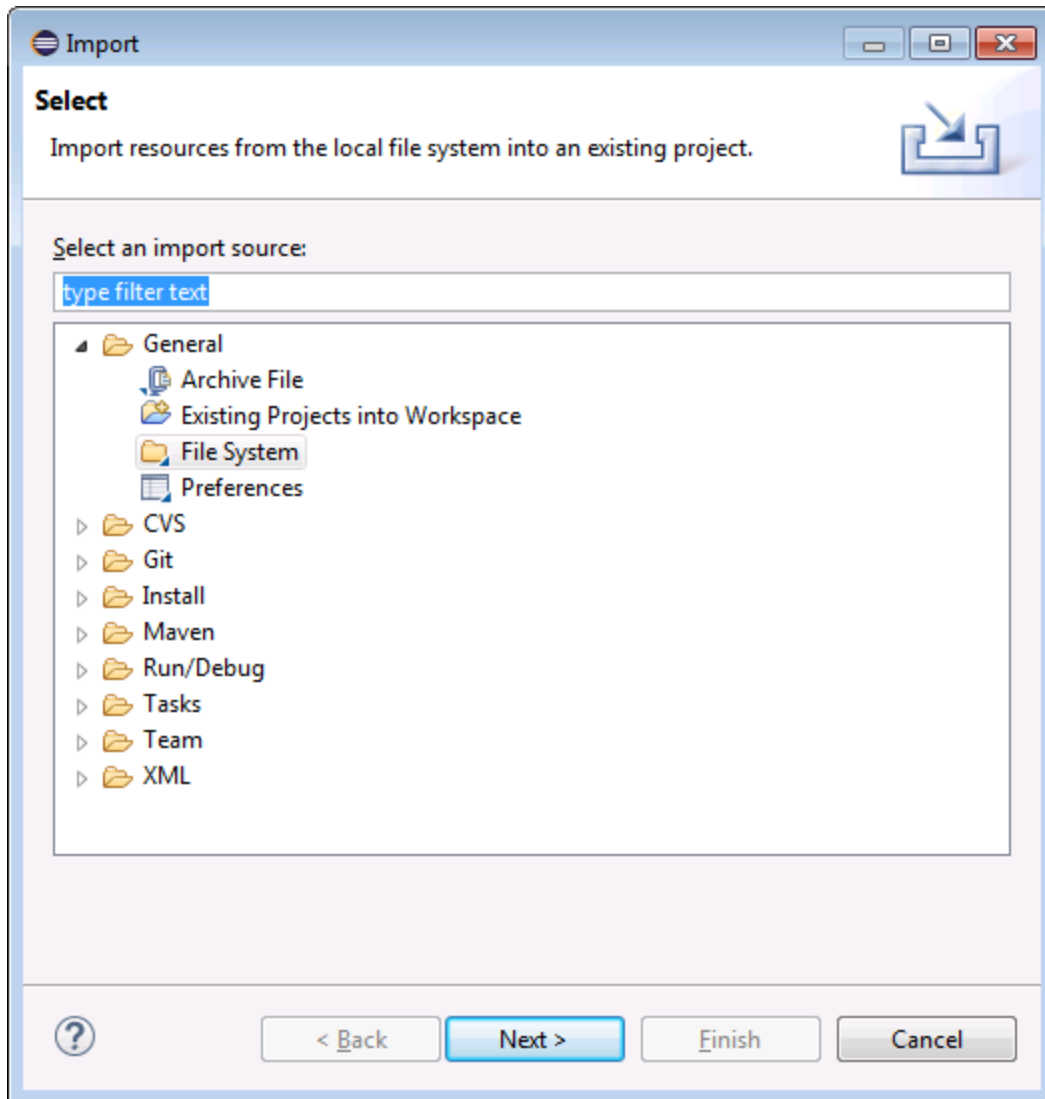 Import
Select
Import resources from the local file system into an existing project.
Select an import source:
type filter text
General
Archive File
Existing Projects into Workspace
File System
Preferences
CVS
Git
Install
Maven
Run/Debug
Tasks
Team
XML
?
< Back
Next >
Finish
Cancel